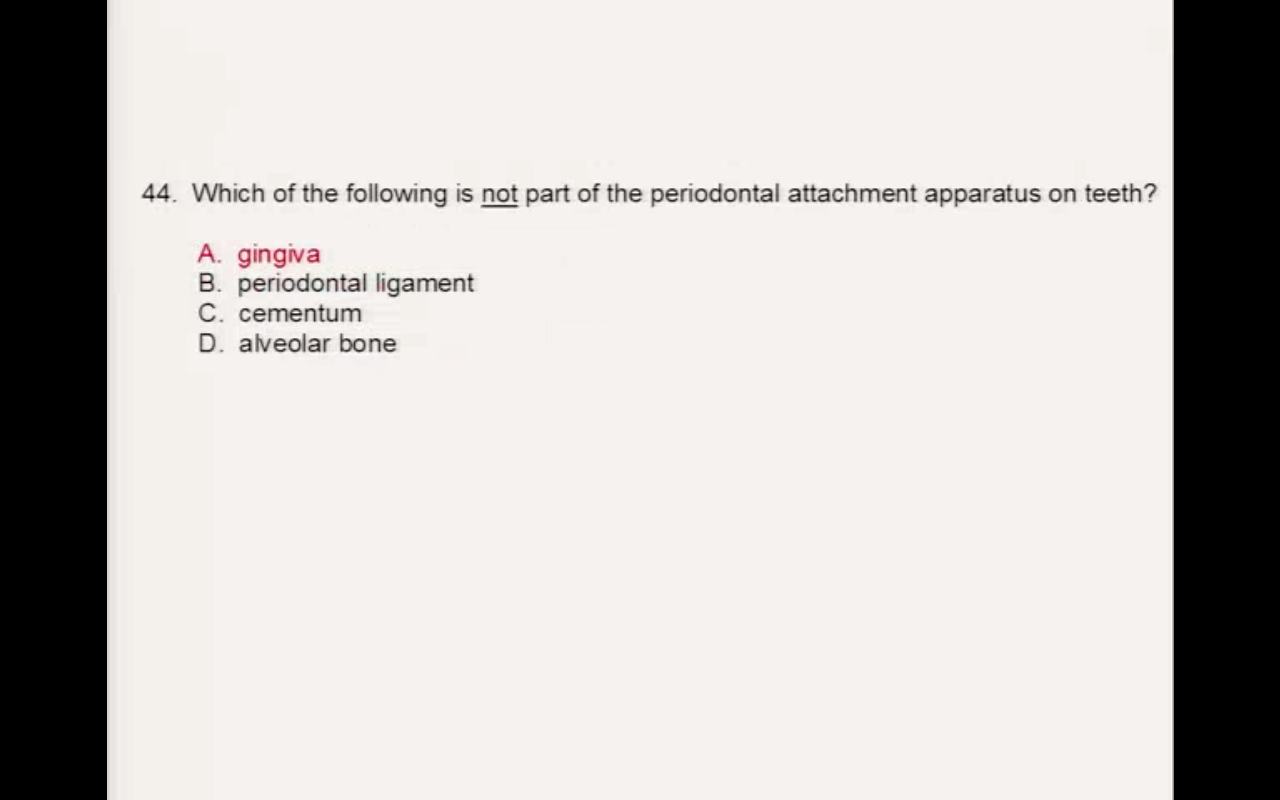 44. Which of the following is not part of the periodontal attachment apparatus on teeth?
A. gingiva
B. periodontal ligament
C. cementum
D. alveolar bone